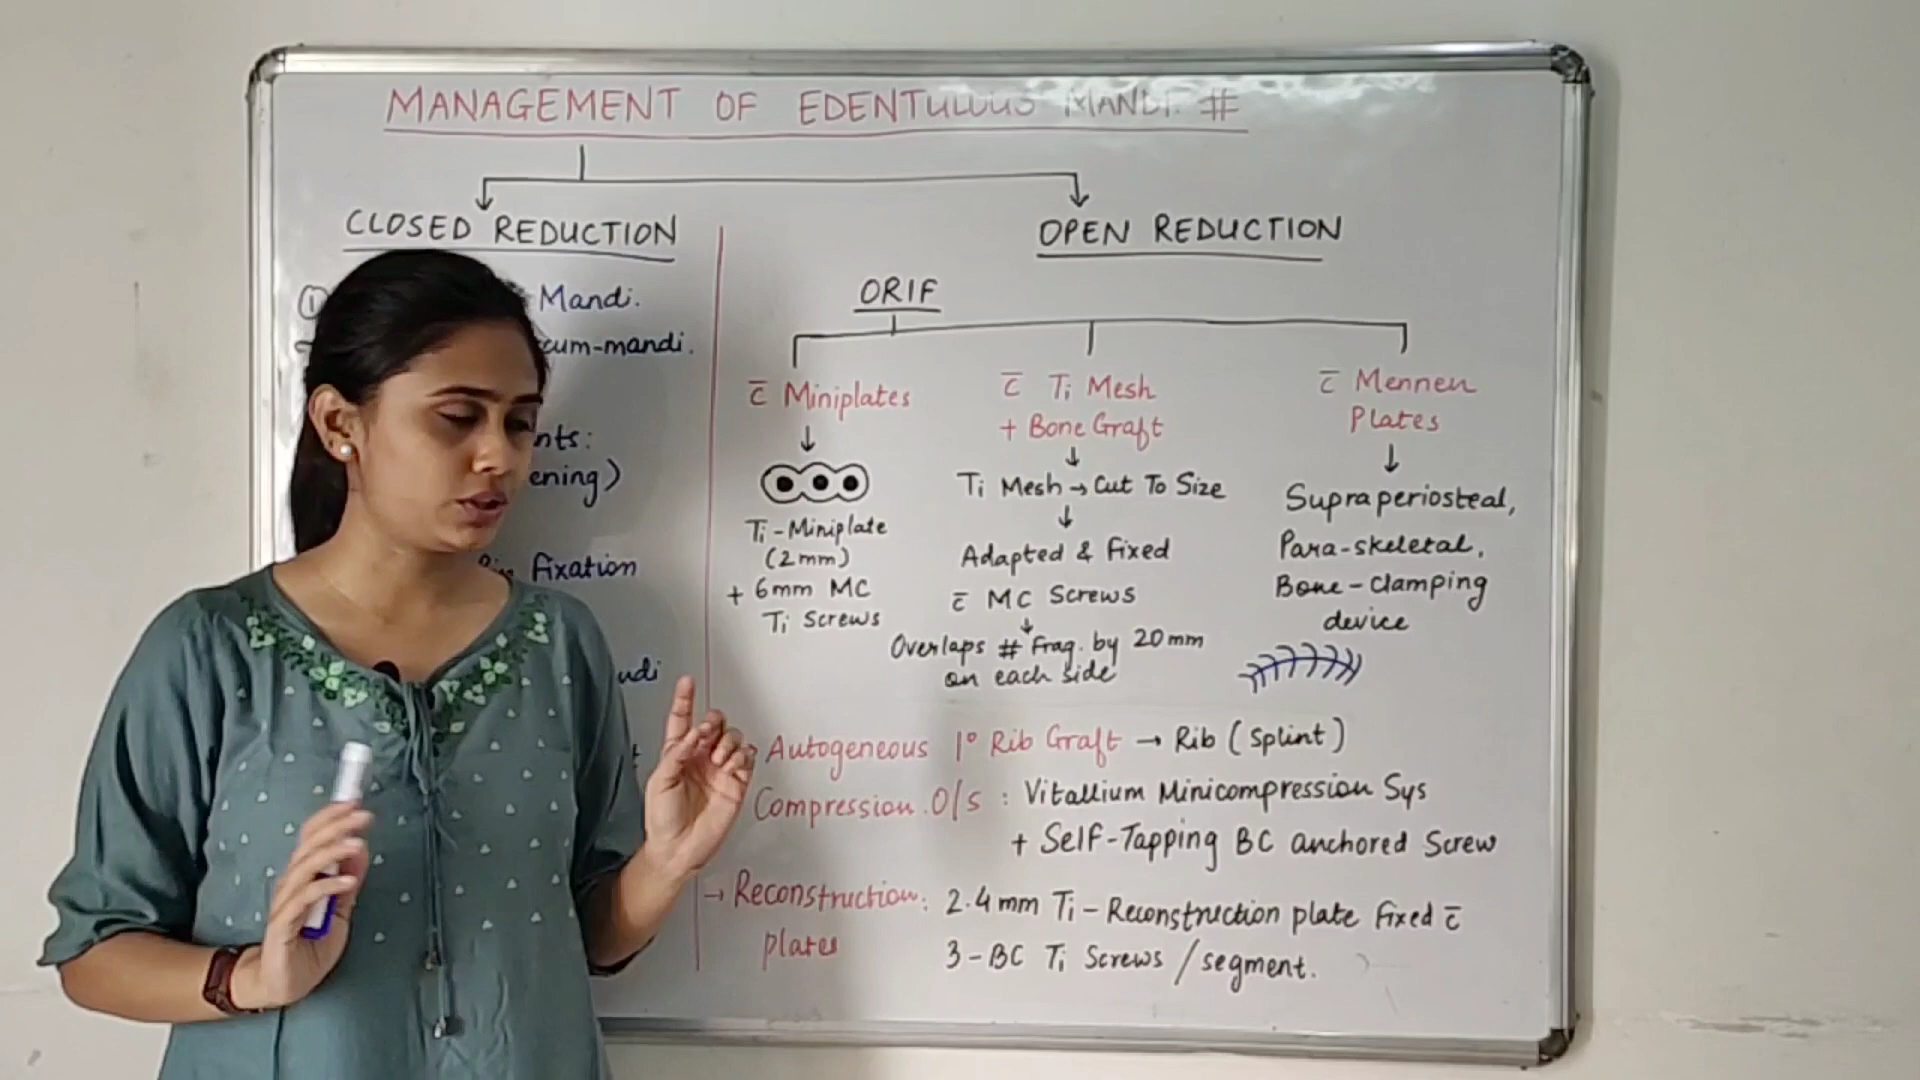 MANAGEMENT OF EDENTULUS MANDI. #
CLOSED REDUCTION
① Mandi.
cum-mandi.
nts:
ening)
fixation
udi
OPEN REDUCTION
ORIF
c̄ Miniplates
Ti-Miniplate
(2mm)
+ 6mm MC
Ti Screws
c̄ Ti Mesh
+ Bone Graft
Ti Mesh → Cut To Size
Adapted & Fixed
c̄ MC Screws
Overlaps # Frag. by 20mm
on each side
c̄ Mennen
Plates
Supraperiosteal,
Para-skeletal,
Bone-clamping
device
Autogeneous 1° Rib Graft → Rib (splint)
Compression O/S : Vitallium Minicompression Sys
+ Self-Tapping BC anchored Screw
→ Reconstruction: 2.4mm Ti-Reconstruction plate fixed c̄
plates 3-BC Ti Screws / segment.